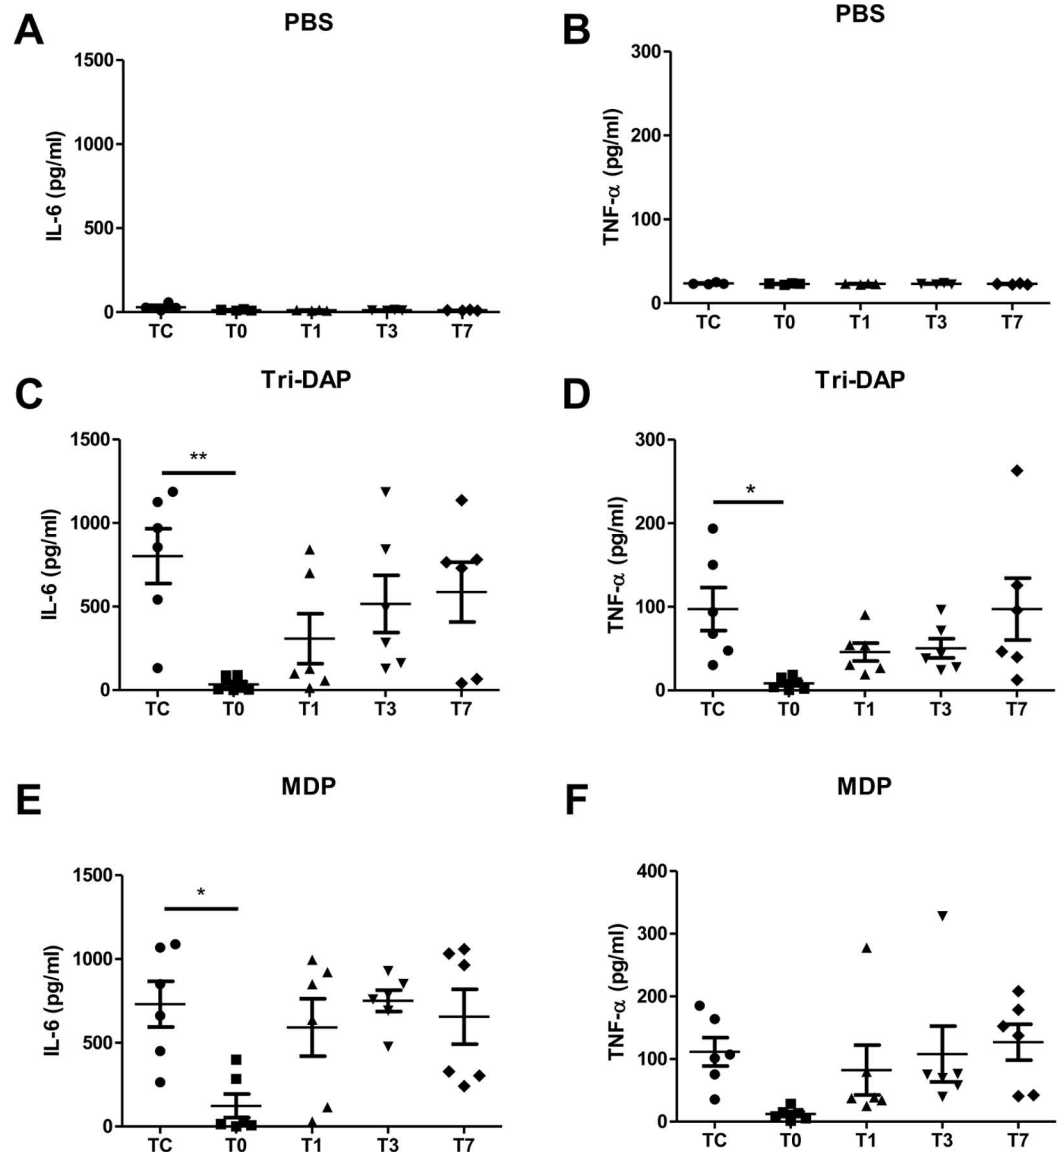 A
PBS
IL-6 (pg/ml)
1500
1000
500
0
TC T0 T1 T3 T7
B
PBS
TNF-α (pg/ml)
300
200
100
0
TC T0 T1 T3 T7
C
Tri-DAP
IL-6 (pg/ml)
1500
1000
500
0
**
TC T0 T1 T3 T7
D
Tri-DAP
TNF-α (pg/ml)
300
200
100
0
*
TC T0 T1 T3 T7
E
MDP
IL-6 (pg/ml)
1500
1000
500
0
*
TC T0 T1 T3 T7
F
MDP
TNF-α (pg/ml)
400
300
200
100
0
TC T0 T1 T3 T7